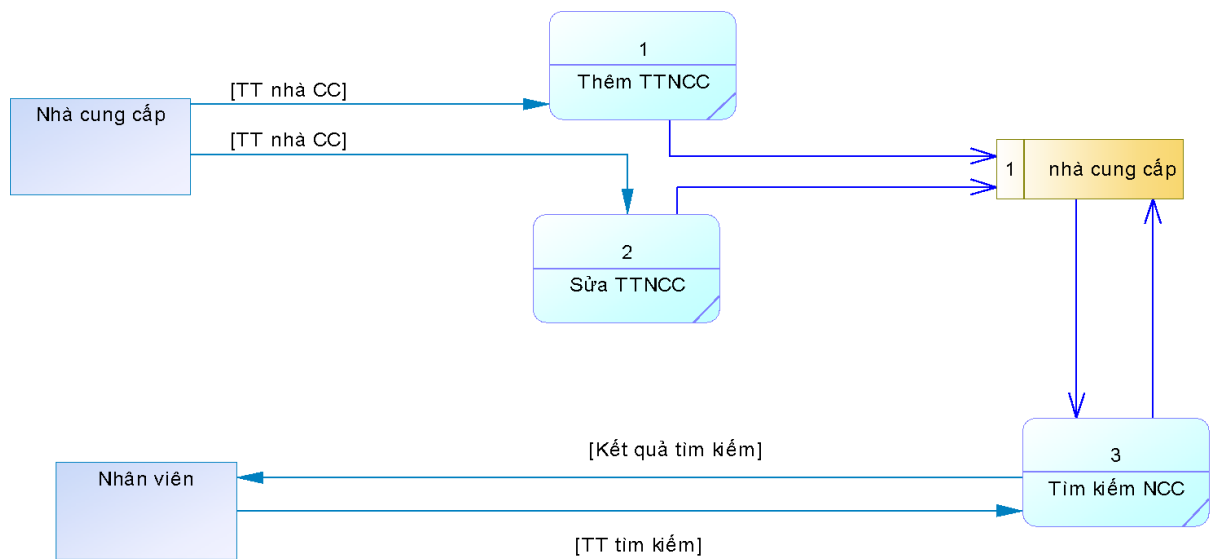 1
Thêm TTNCC
[TT nhà CC]
Nhà cung cấp
[TT nhà CC]
1
nhà cung cấp
2
Sửa TTNCC
[Kết quả tìm kiếm]
3
Nhân viên
Tìm kiếm NCC
[TT tìm kiếm]